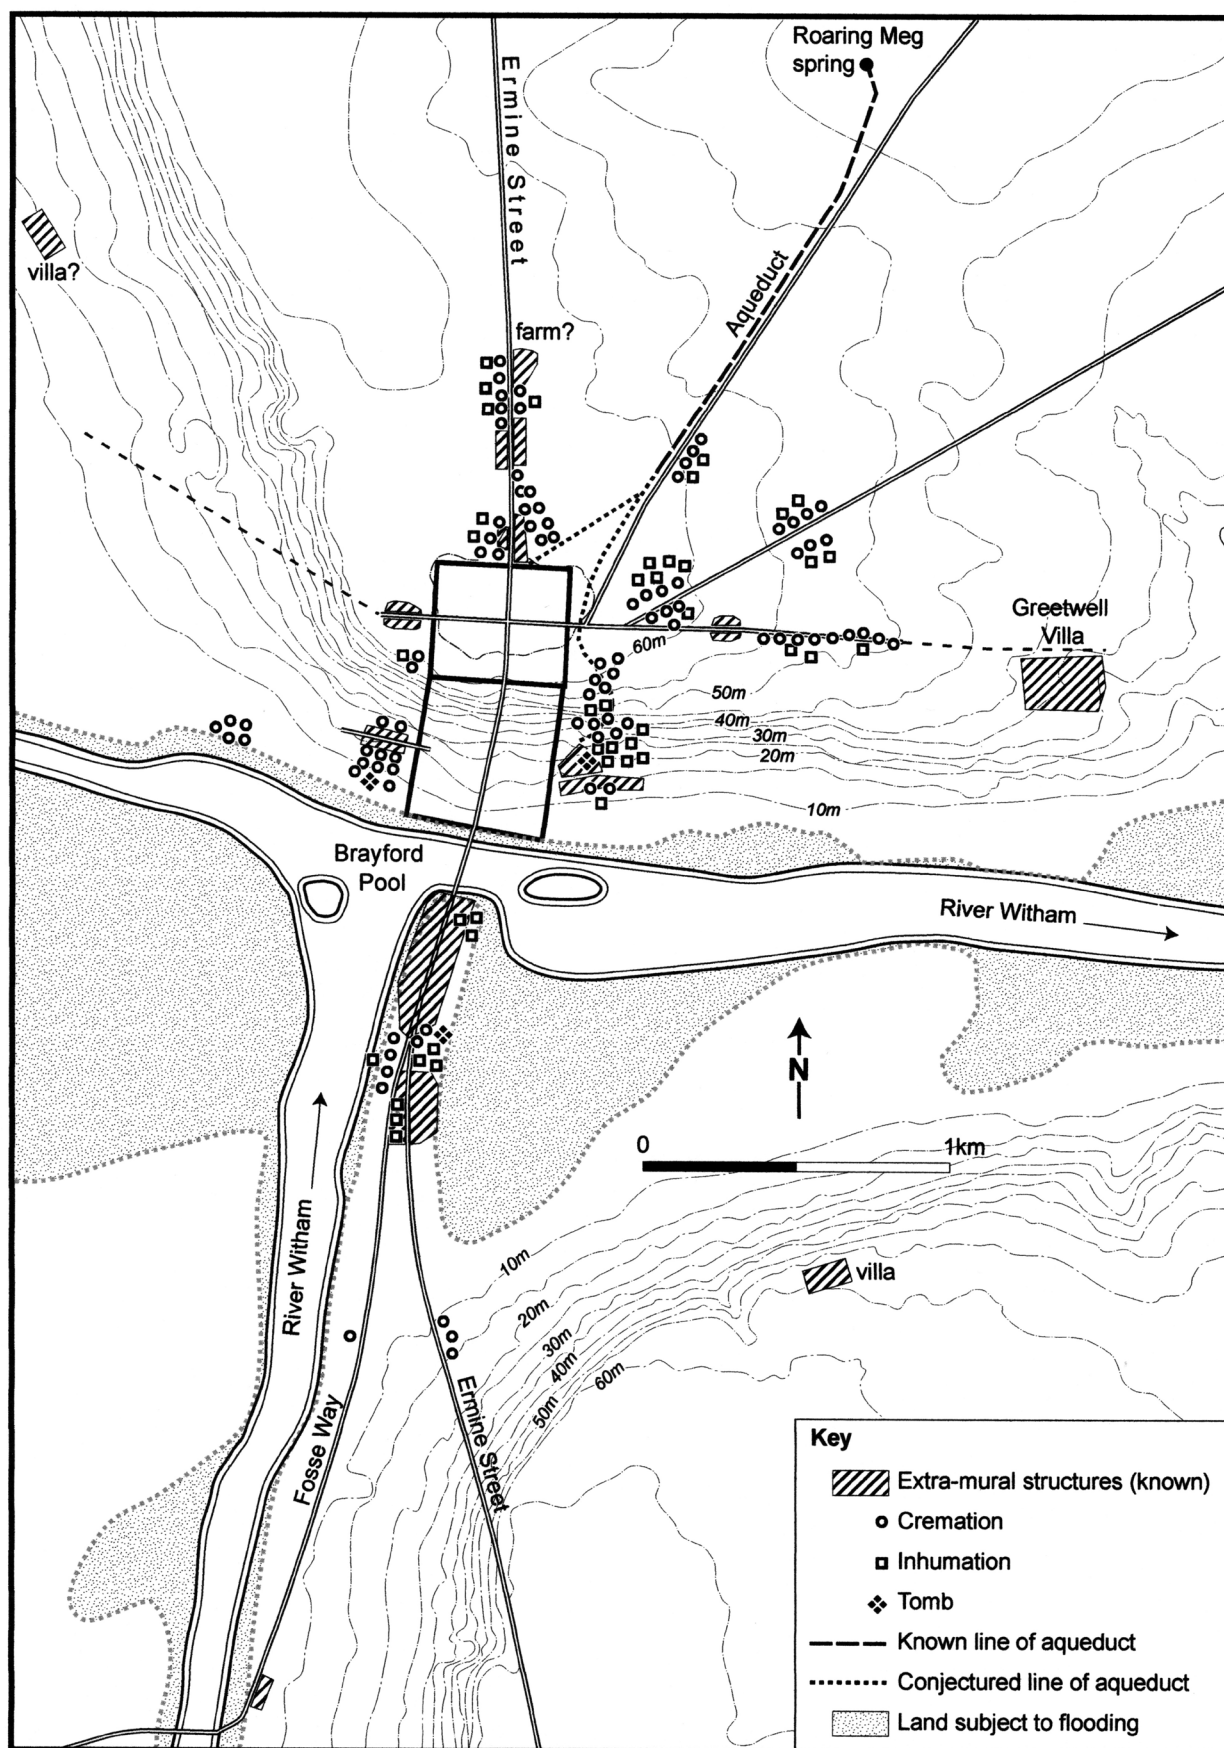 Roaring Meg
spring
Ermine Street
villa?
Aqueduct
farm?
Greetwell
Villa
60m
50m
40m
30m
20m
10m
Brayford
Pool
River Witham
N
0
1km
River Witham
10m
20m
30m
40m
50m
60m
villa
Fosse Way
Ermine Street
Key
Extra-mural structures (known)
Cremation
Inhumation
Tomb
Known line of aqueduct
Conjectured line of aqueduct
Land subject to flooding